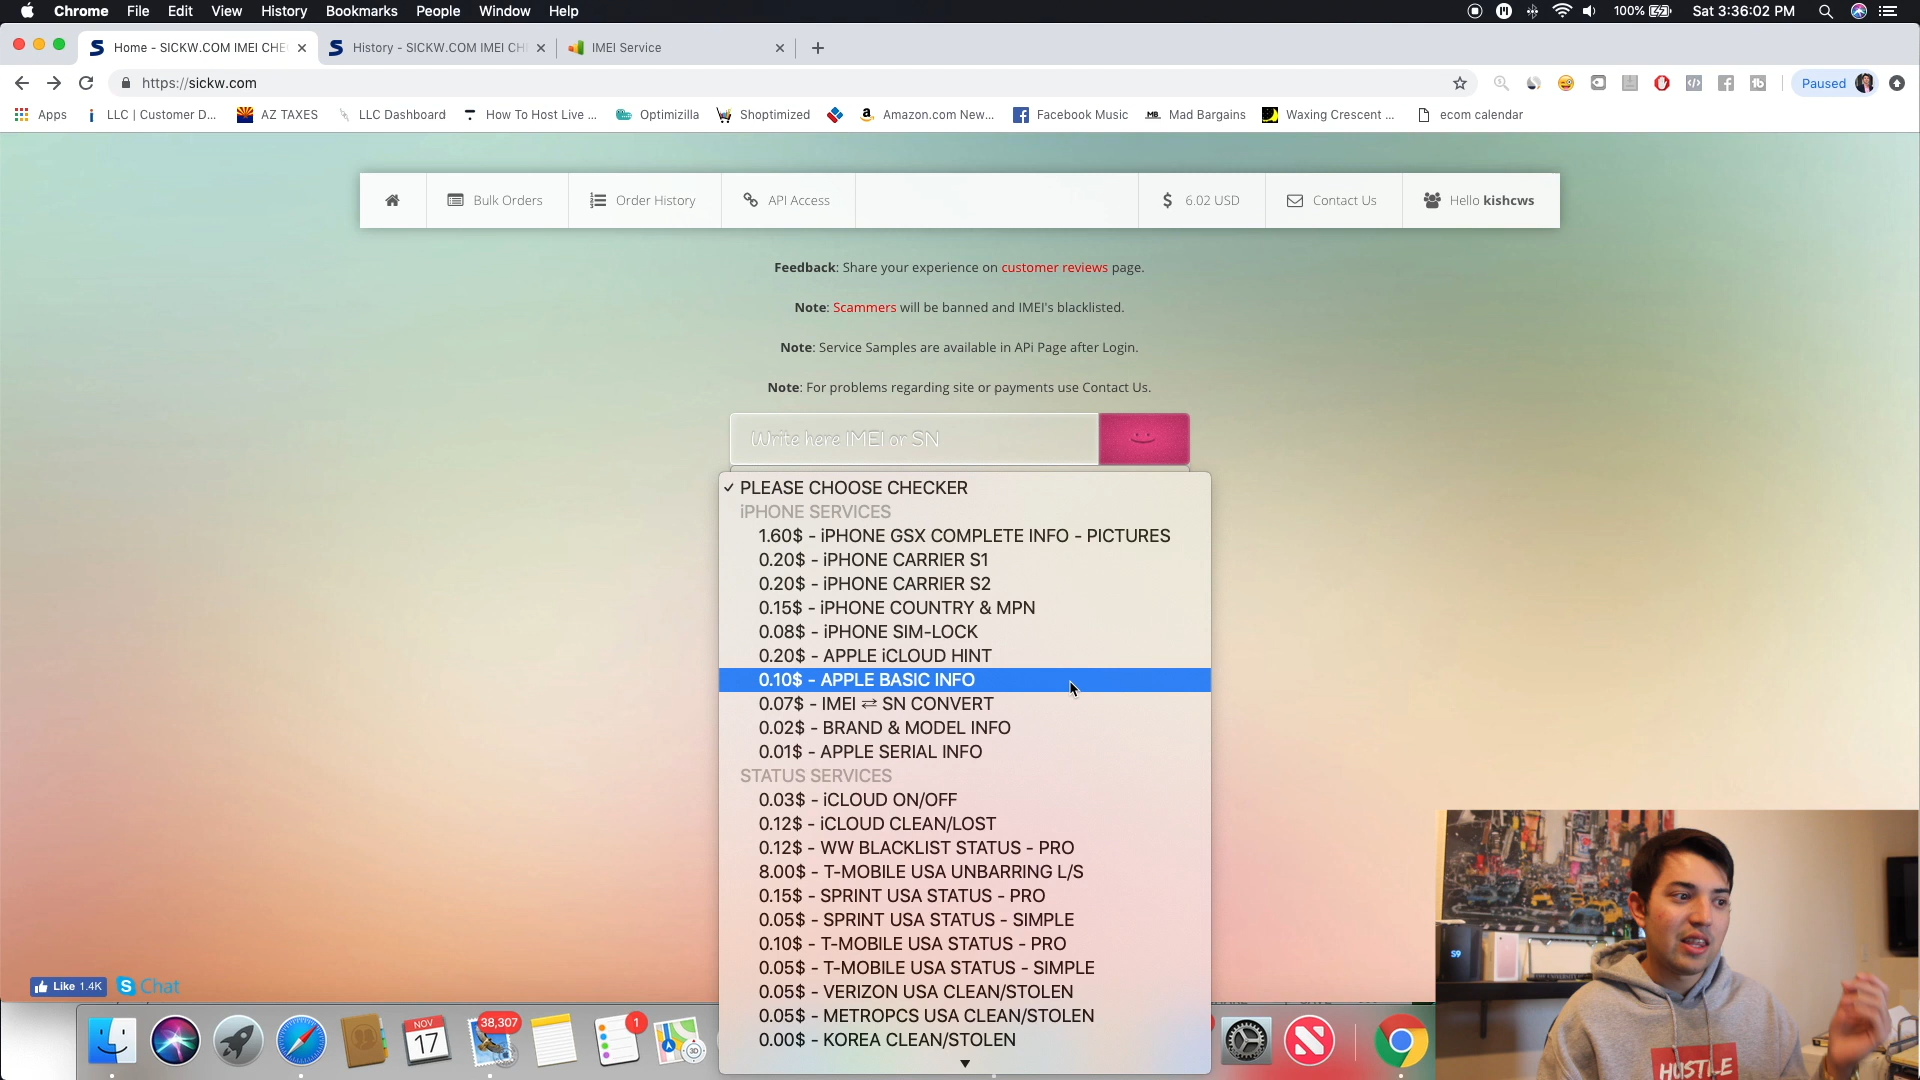 Chrome File Edit View History Bookmarks People Window Help 100% Sat 3:36:02 PM
Home - SICKW.COM IMEI CHE History - SICKW.COM IMEI CH IMEI Service
https://sickw.com Paused
Apps LLC | Customer D... AZ TAXES LLC Dashboard How To Host Live ... Optimizilla Shoptimized Amazon.com New... Facebook Music Mad Bargains Waxing Crescent ... ecom calendar
Bulk Orders Order History API Access $ 6.02 USD Contact Us Hello kishcws
Feedback: Share your experience on customer reviews page.
Note: Scammers will be banned and IMEI's blacklisted.
Note: Service Samples are available in APi Page after Login.
Note: For problems regarding site or payments use Contact Us.
Write here IMEI or SN
✓ PLEASE CHOOSE CHECKER
iPHONE SERVICES
1.60$ - iPHONE GSX COMPLETE INFO - PICTURES
0.20$ - iPHONE CARRIER S1
0.20$ - iPHONE CARRIER S2
0.15$ - iPHONE COUNTRY & MPN
0.08$ - iPHONE SIM-LOCK
0.20$ - APPLE iCLOUD HINT
0.10$ - APPLE BASIC INFO
0.07$ - IMEI ⇄ SN CONVERT
0.02$ - BRAND & MODEL INFO
0.01$ - APPLE SERIAL INFO
STATUS SERVICES
0.03$ - iCLOUD ON/OFF
0.12$ - iCLOUD CLEAN/LOST
0.12$ - WW BLACKLIST STATUS - PRO
8.00$ - T-MOBILE USA UNBARRING L/S
0.15$ - SPRINT USA STATUS - PRO
0.05$ - SPRINT USA STATUS - SIMPLE
0.10$ - T-MOBILE USA STATUS - PRO
0.05$ - T-MOBILE USA STATUS - SIMPLE
0.05$ - VERIZON USA CLEAN/STOLEN
0.05$ - METROPCS USA CLEAN/STOLEN
0.00$ - KOREA CLEAN/STOLEN
Like 1.4K Chat
NOV
17
38,307
1
3D
S9
HUSTLE